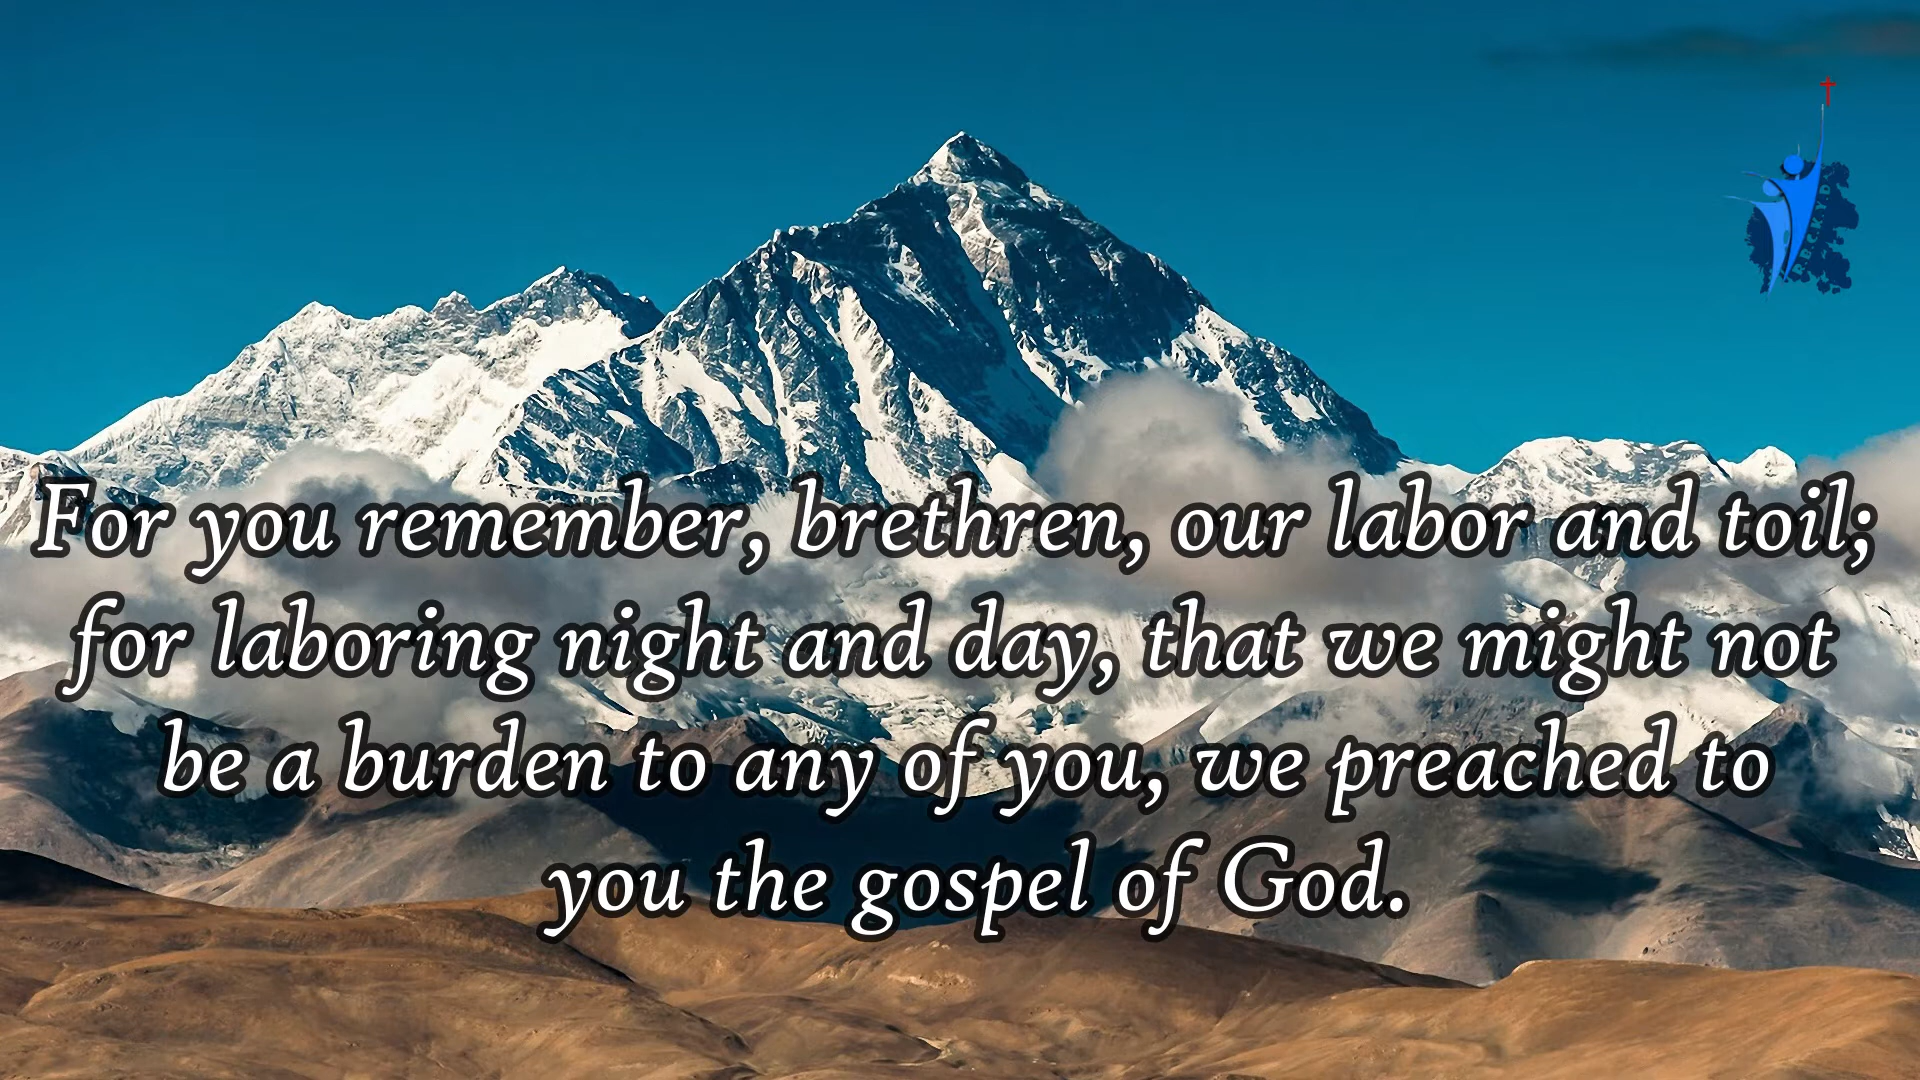 For you remember, brethren, our labor and toil;
for laboring night and day, that we might not
be a burden to any of you, we preached to
you the gospel of God.